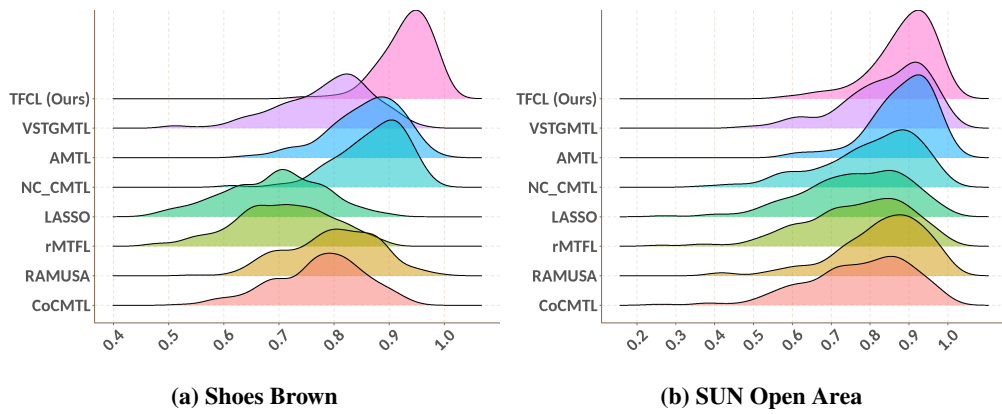 TFCL (Ours)
VSTGMTL
AMTL
NC_CMTL
LASSO
rMTFL
RAMUSA
CoCMTL
0.4 0.5 0.6 0.7 0.8 0.9 1.0
(a) Shoes Brown
TFCL (Ours)
VSTGMTL
AMTL
NC_CMTL
LASSO
rMTFL
RAMUSA
CoCMTL
0.2 0.3 0.4 0.5 0.6 0.7 0.8 0.9 1.0
(b) SUN Open Area